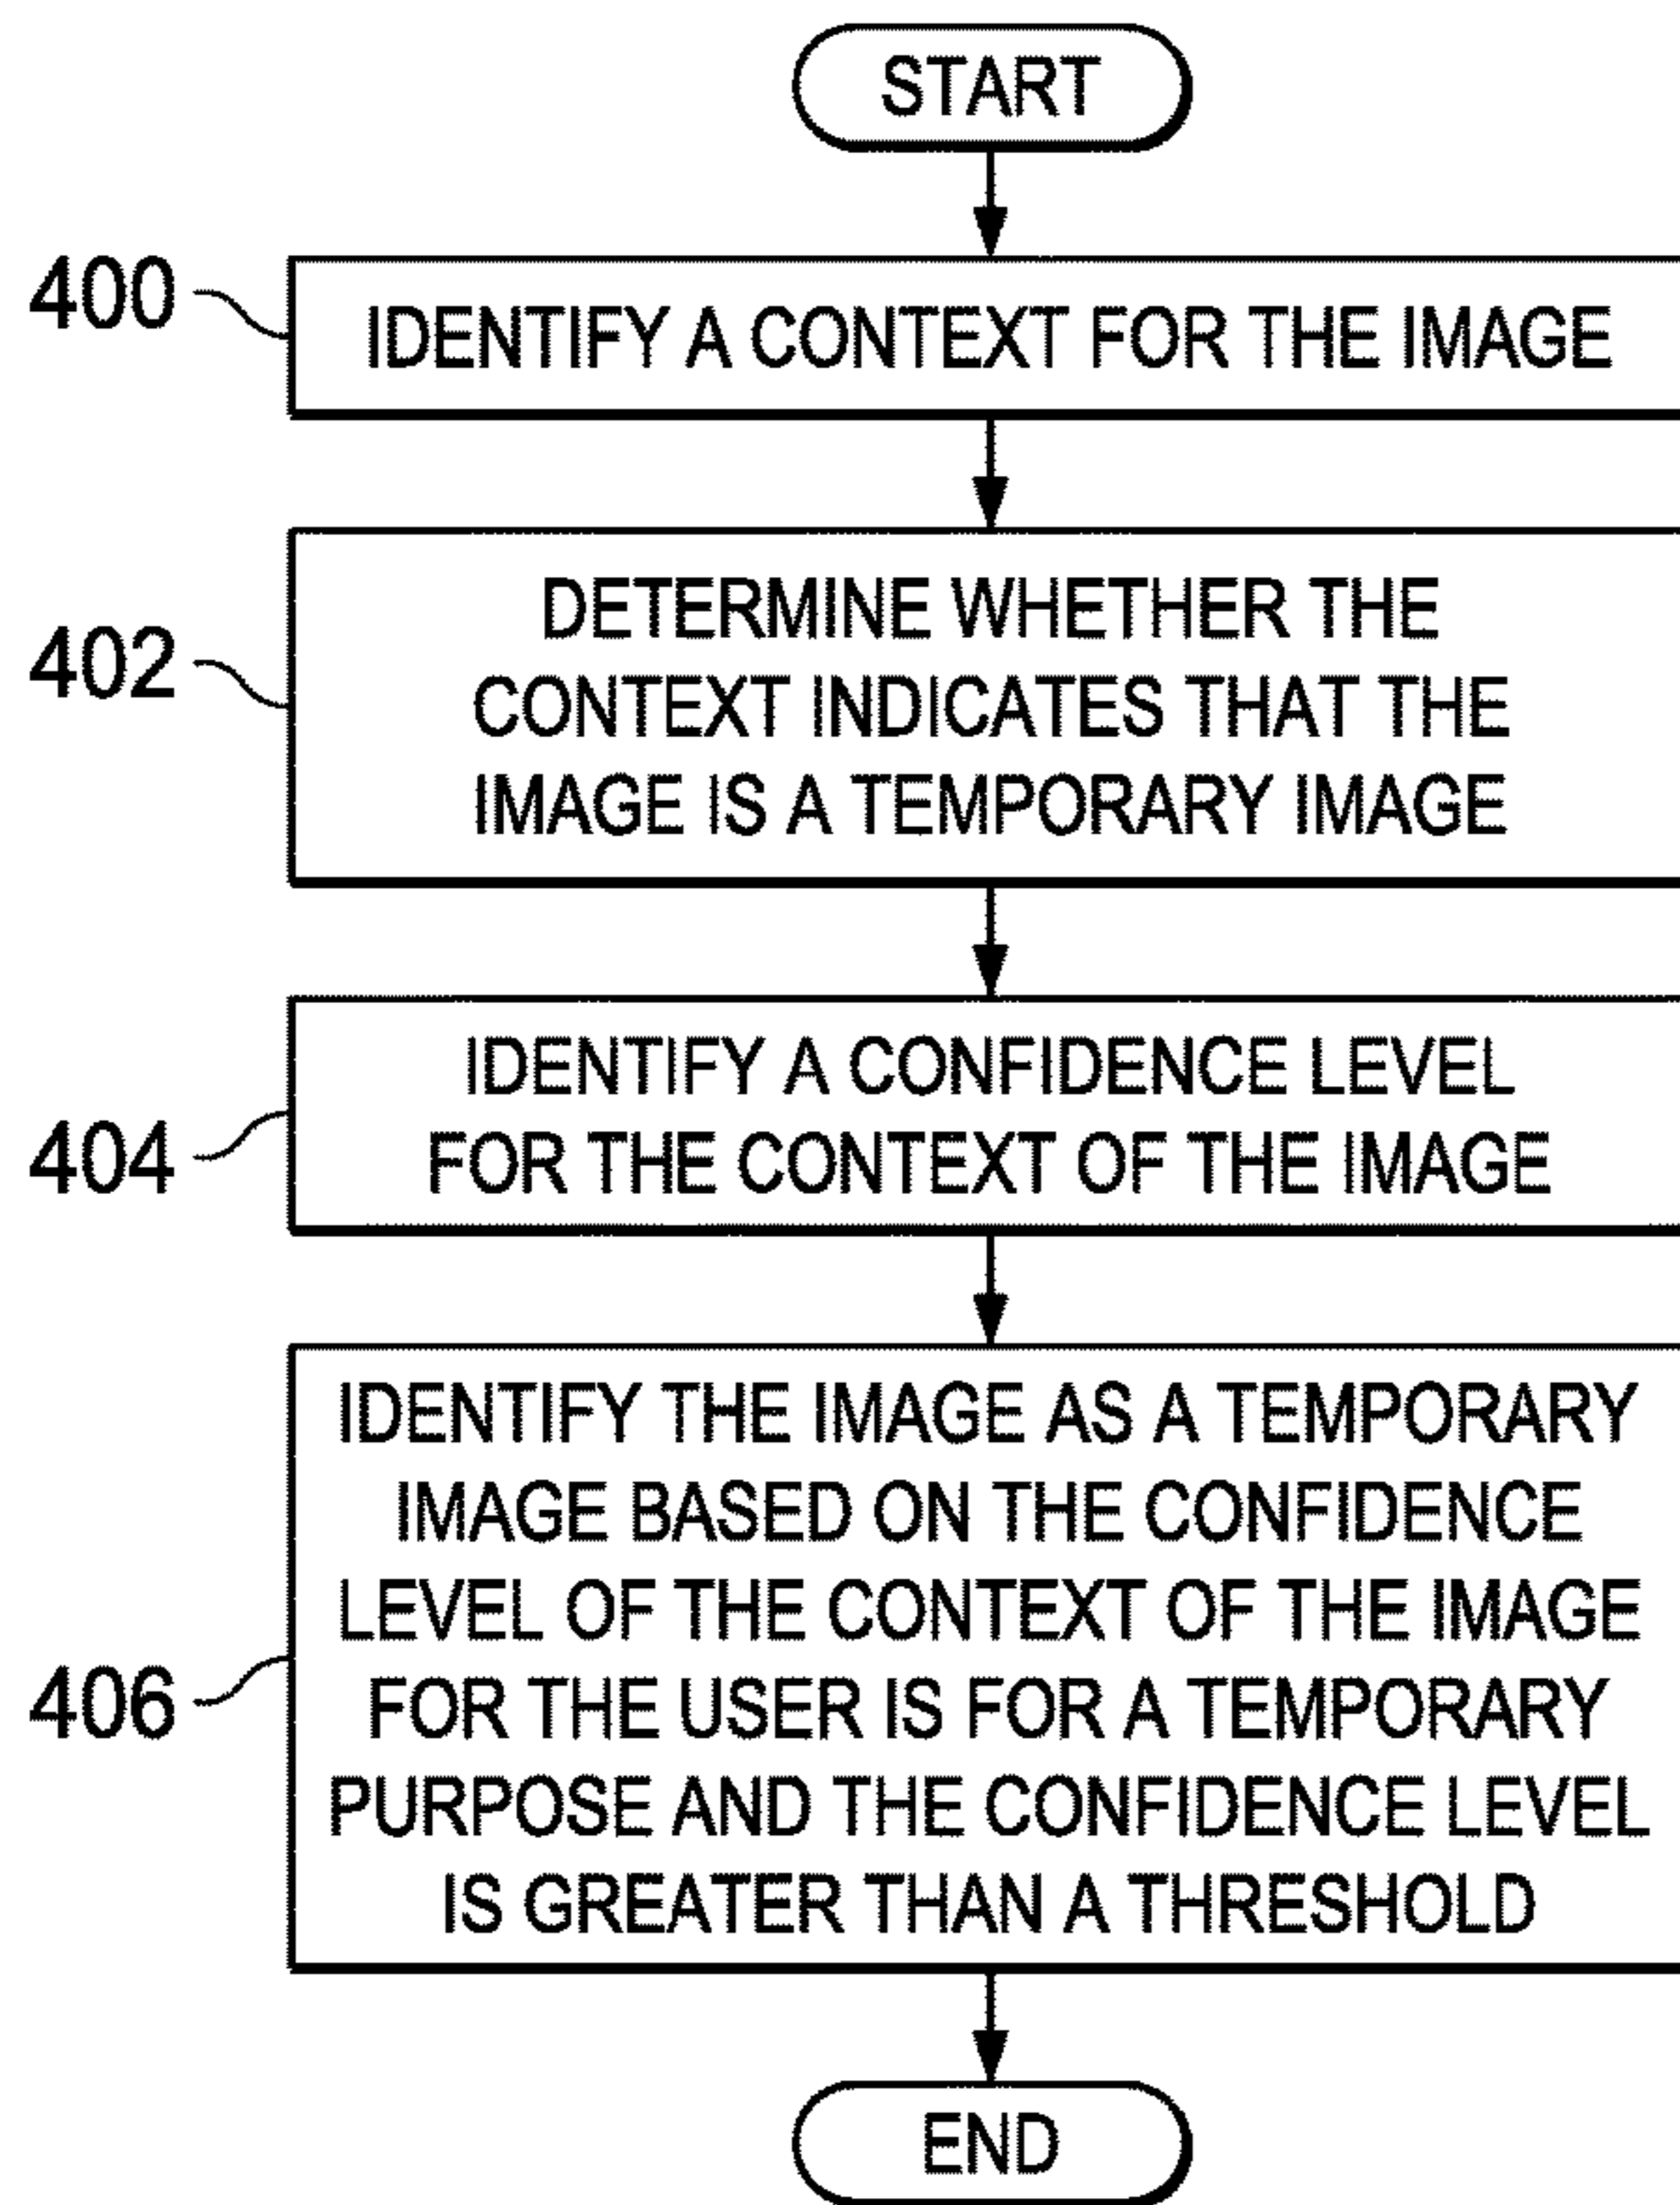 START
400
IDENTIFY A CONTEXT FOR THE IMAGE
402
DETERMINE WHETHER THE
CONTEXT INDICATES THAT THE
IMAGE IS A TEMPORARY IMAGE
404
IDENTIFY A CONFIDENCE LEVEL
FOR THE CONTEXT OF THE IMAGE
406
IDENTIFY THE IMAGE AS A TEMPORARY
IMAGE BASED ON THE CONFIDENCE
LEVEL OF THE CONTEXT OF THE IMAGE
FOR THE USER IS FOR A TEMPORARY
PURPOSE AND THE CONFIDENCE LEVEL
IS GREATER THAN A THRESHOLD
END